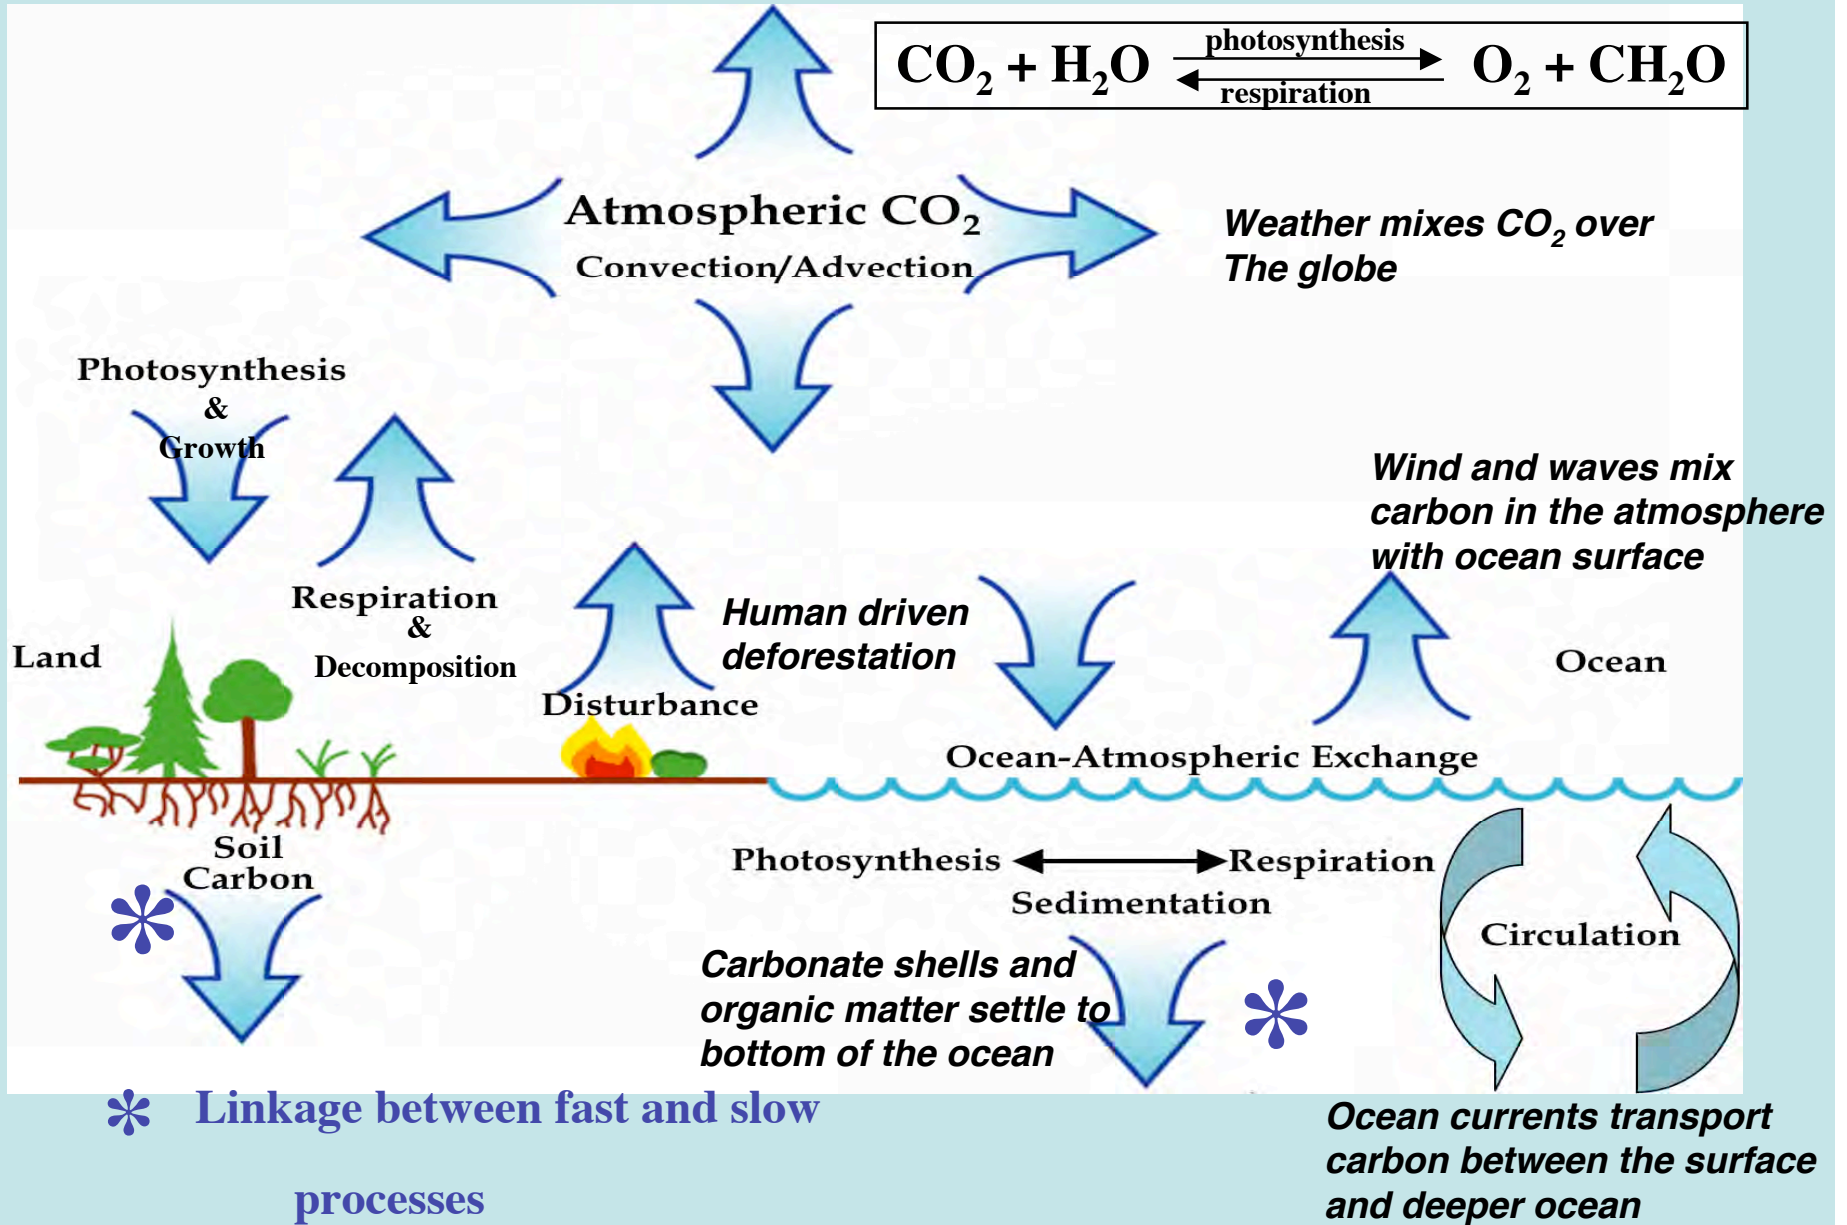 CO₂ + H₂O photosynthesis O₂ + CH₂O
respiration
Atmospheric CO₂
Convection/Advection
Weather mixes CO₂ over
The globe
Photosynthesis
&
Growth
Respiration
&
Decomposition
Land
Human driven
deforestation
Disturbance
Wind and waves mix
carbon in the atmosphere
with ocean surface
Ocean
Ocean-Atmospheric Exchange
Soil
Carbon
Photosynthesis Respiration
Sedimentation
Carbonate shells and
organic matter settle to
bottom of the ocean
Circulation
* Linkage between fast and slow
processes
Ocean currents transport
carbon between the surface
and deeper ocean